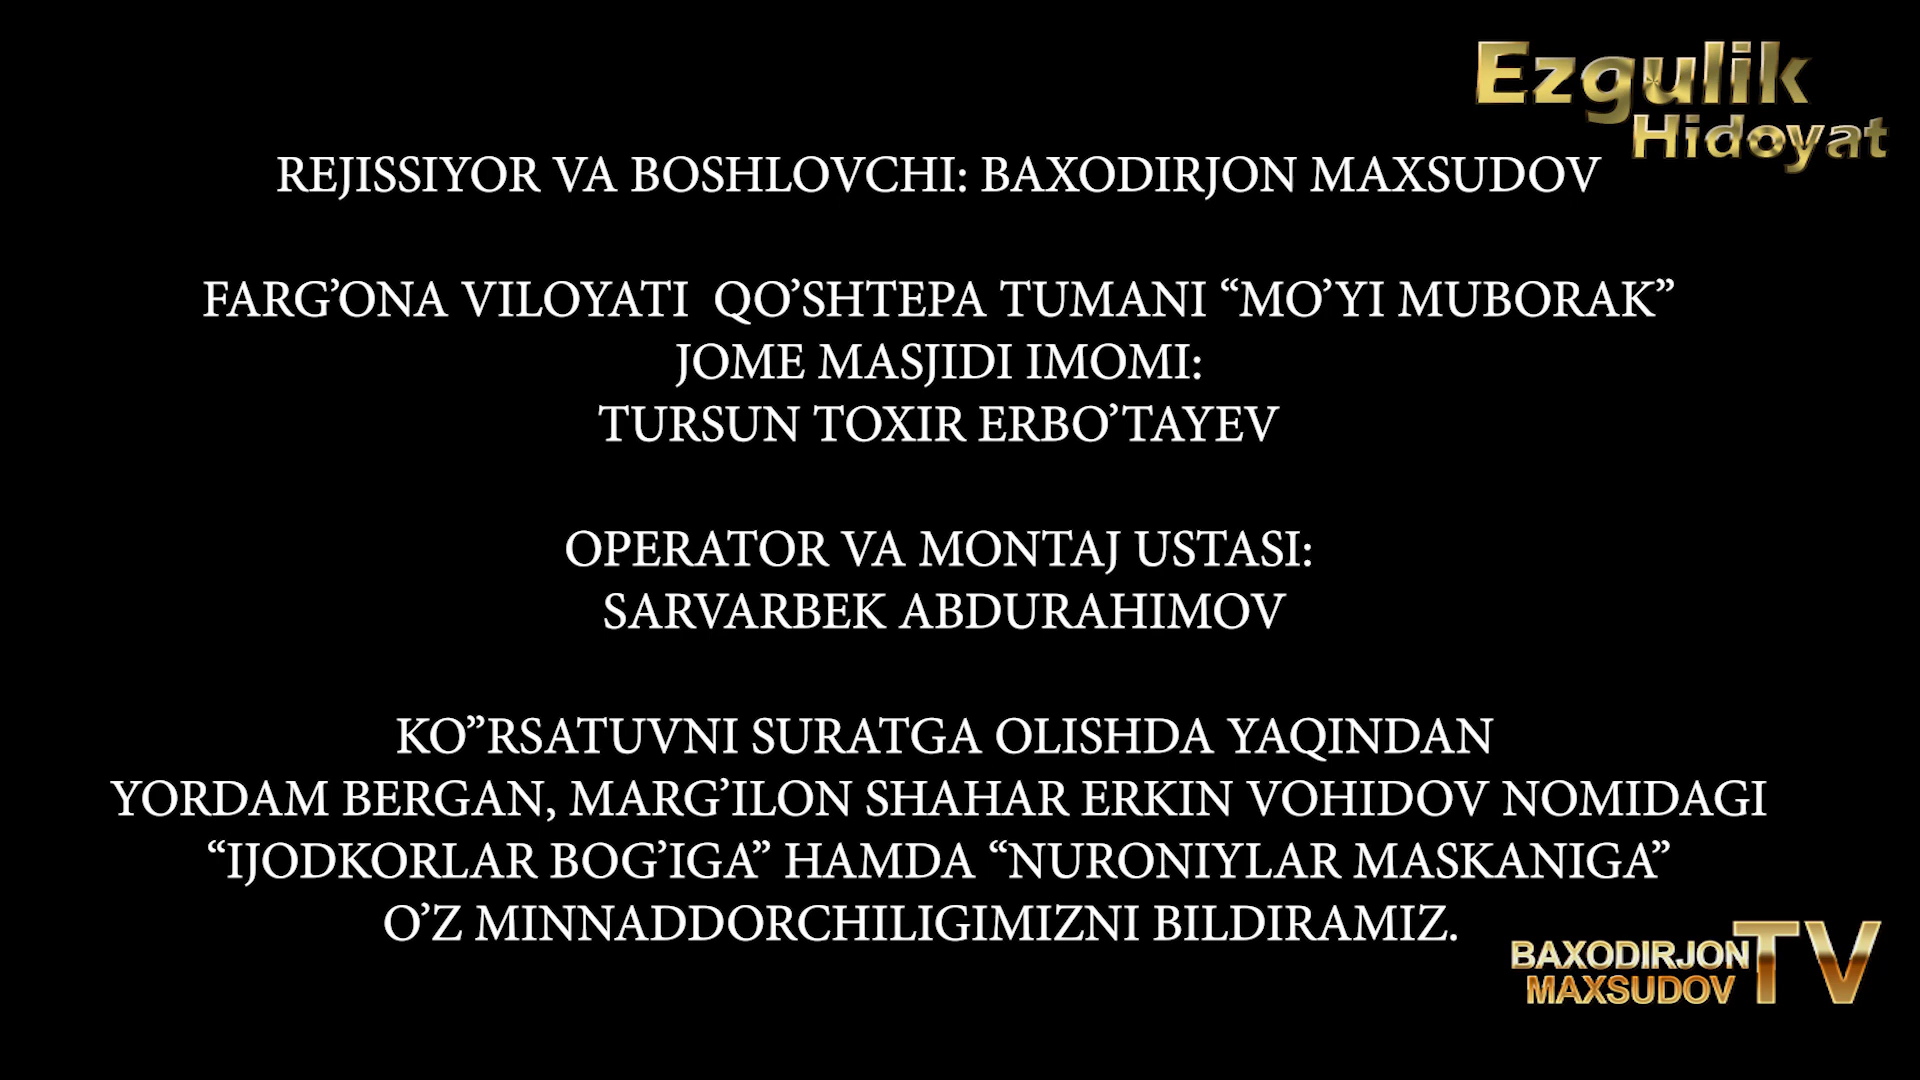 Ezgulik
Hidoyat
REJISSIYOR VA BOSHLOVCHI: BAXODIRJON MAXSUDOV
FARG’ONA VILOYATI  QO’SHTEPA TUMANI “MO’YI MUBORAK”
JOME MASJIDI IMOMI:
TURSUN TOXIR ERBO’TAYEV
OPERATOR VA MONTAJ USTASI:
SARVARBEK ABDURAHIMOV
KO”RSATUVNI SURATGA OLISHDA YAQINDAN
YORDAM BERGAN, MARG’ILON SHAHAR ERKIN VOHIDOV NOMIDAGI
“IJODKORLAR BOG’IGA” HAMDA “NURONIYLAR MASKANIGA”
O’Z MINNADDORCHILIGIMIZNI BILDIRAMIZ.
BAXODIRJON
MAXSUDOV TV